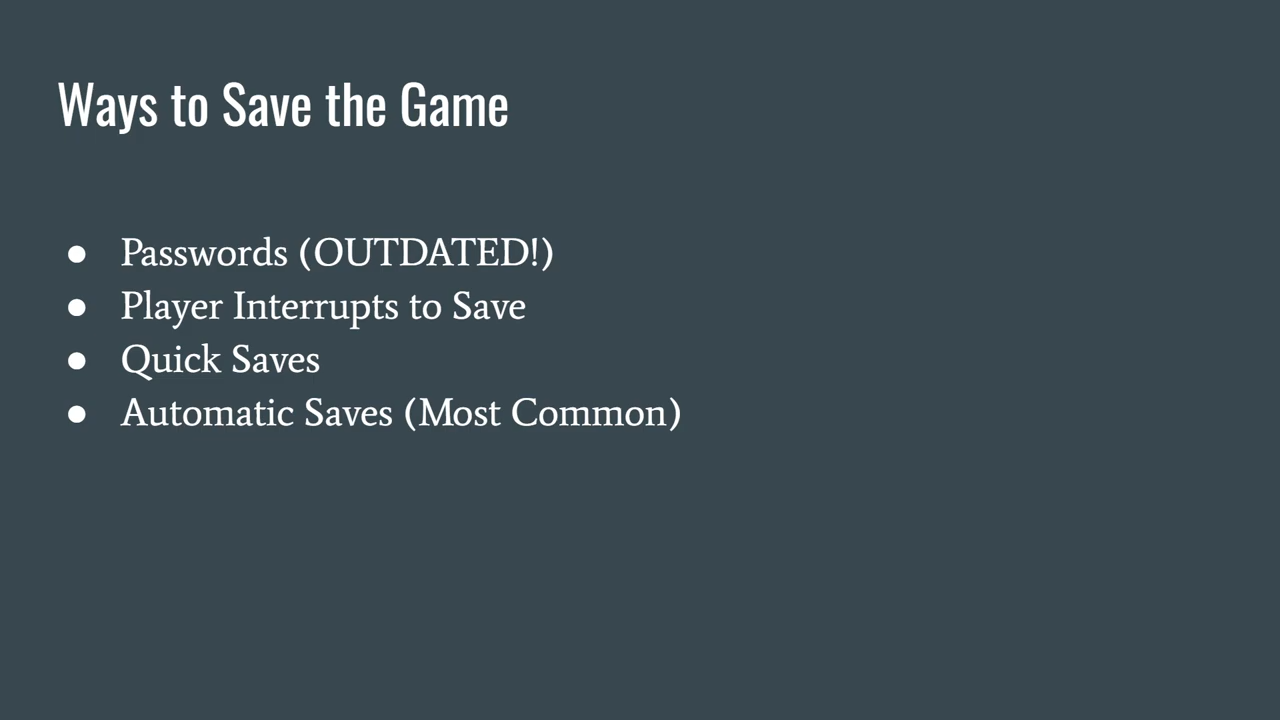 Ways to Save the Game
● Passwords (OUTDATED!)
● Player Interrupts to Save
● Quick Saves
● Automatic Saves (Most Common)